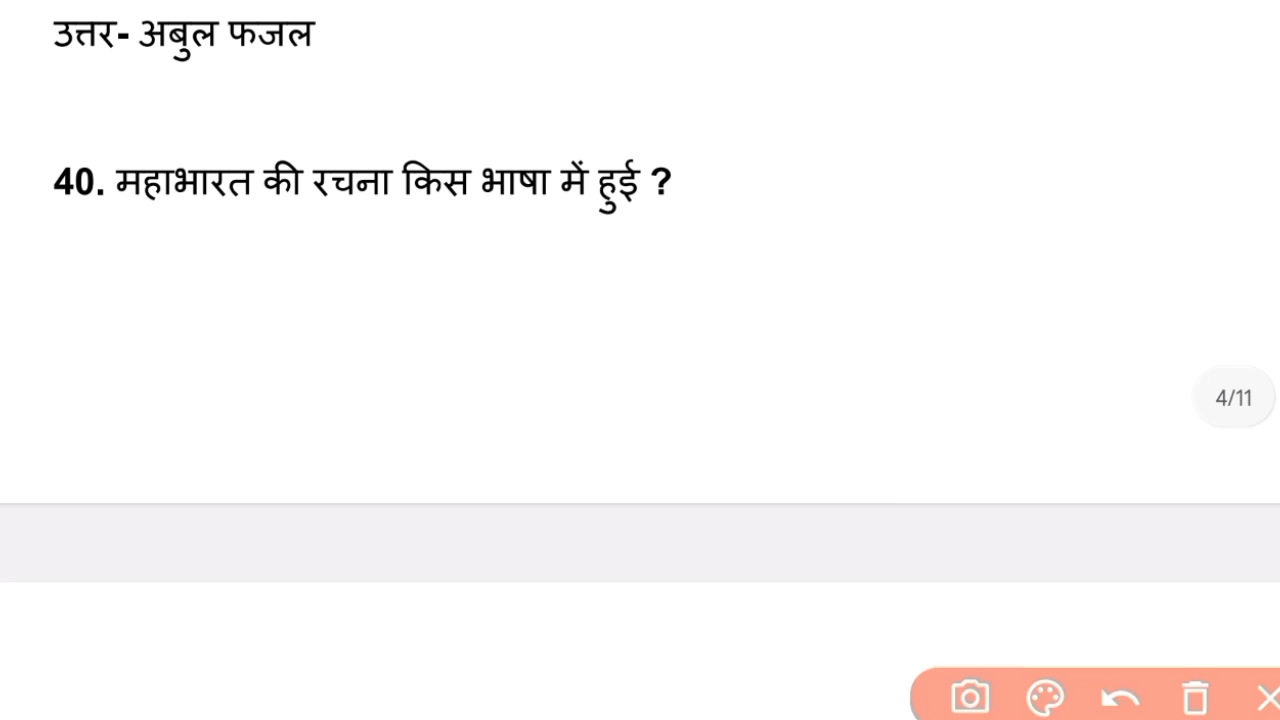 उत्तर- अबुल फजल
40. महाभारत की रचना किस भाषा में हुई ?
4/11